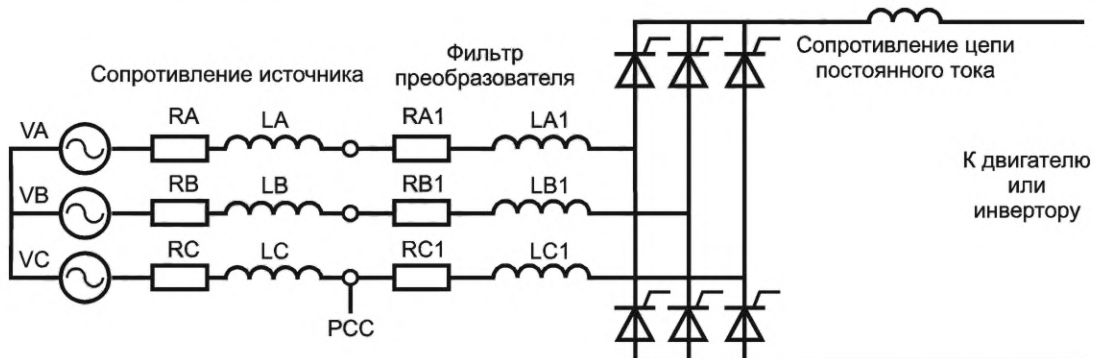 Сопротивление источника
Фильтр
преобразователя
Сопротивление цепи
постоянного тока
VA
RA
LA
RA1
LA1
VB
RB
LB
RB1
LB1
VC
RC
LC
RC1
LC1
PCC
К двигателю
или
инвертору